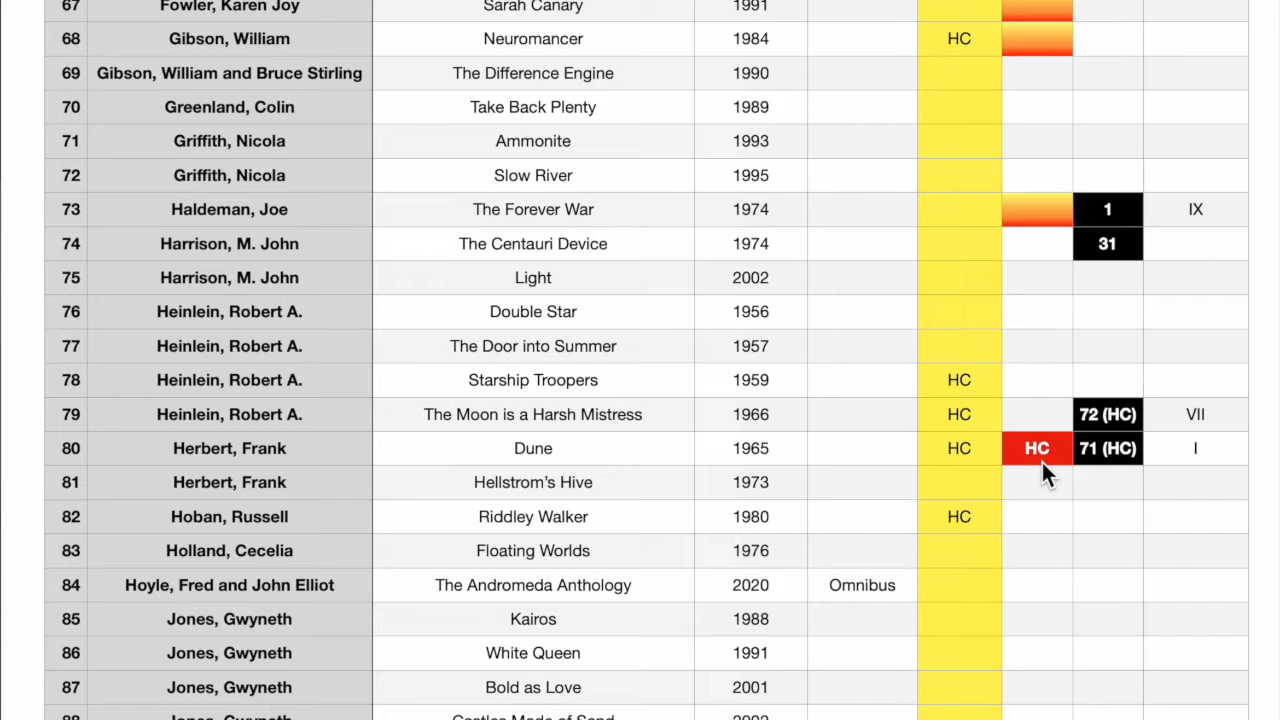 67 Fowler, Karen Joy Sarah Canary 1991
68 Gibson, William Neuromancer 1984 HC
69 Gibson, William and Bruce Stirling The Difference Engine 1990
70 Greenland, Colin Take Back Plenty 1989
71 Griffith, Nicola Ammonite 1993
72 Griffith, Nicola Slow River 1995
73 Haldeman, Joe The Forever War 1974 1 IX
74 Harrison, M. John The Centauri Device 1974 31
75 Harrison, M. John Light 2002
76 Heinlein, Robert A. Double Star 1956
77 Heinlein, Robert A. The Door into Summer 1957
78 Heinlein, Robert A. Starship Troopers 1959 HC
79 Heinlein, Robert A. The Moon is a Harsh Mistress 1966 HC 72 (HC) VII
80 Herbert, Frank Dune 1965 HC HC 71 (HC) I
81 Herbert, Frank Hellstrom’s Hive 1973
82 Hoban, Russell Riddley Walker 1980 HC
83 Holland, Cecelia Floating Worlds 1976
84 Hoyle, Fred and John Elliot The Andromeda Anthology 2020 Omnibus
85 Jones, Gwyneth Kairos 1988
86 Jones, Gwyneth White Queen 1991
87 Jones, Gwyneth Bold as Love 2001
88 Jones, Gwyneth Castles Made of Sand 2002